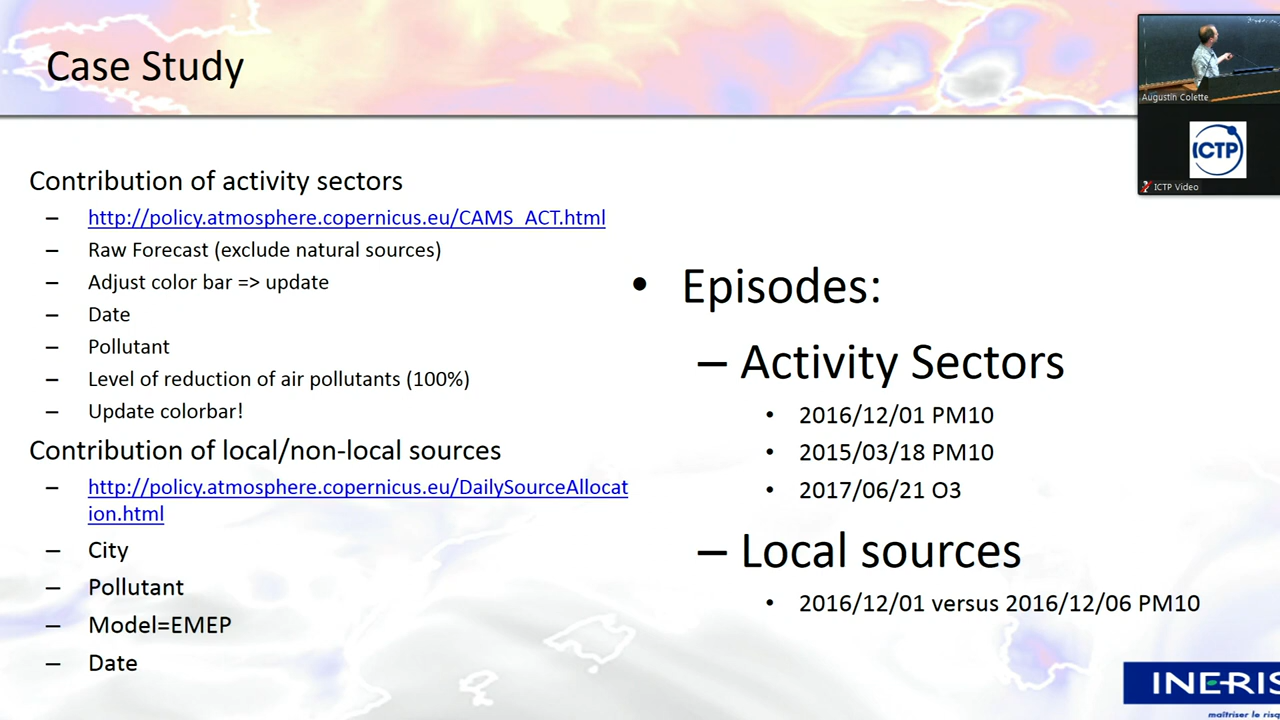 Case Study
Contribution of activity sectors
– http://policy.atmosphere.copernicus.eu/CAMS_ACT.html
– Raw Forecast (exclude natural sources)
– Adjust color bar => update
– Date
– Pollutant
– Level of reduction of air pollutants (100%)
– Update colorbar!
Contribution of local/non-local sources
– http://policy.atmosphere.copernicus.eu/DailySourceAllocat
ion.html
– City
– Pollutant
– Model=EMEP
– Date
• Episodes:
– Activity Sectors
• 2016/12/01 PM10
• 2015/03/18 PM10
• 2017/06/21 O3
– Local sources
• 2016/12/01 versus 2016/12/06 PM10
Augustin Colette
ICTP
ICTP Video
INERIS
maîtriser le ris